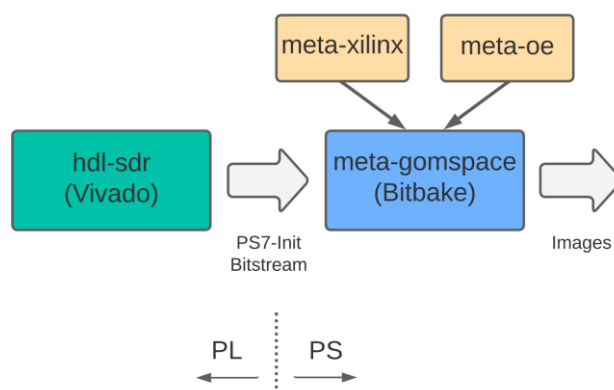 meta-xilinx
meta-oe
hdl-sdr
(Vivado)
meta-gomspace
(Bitbake)
PS7-Init
Bitstream
Images
PL
PS